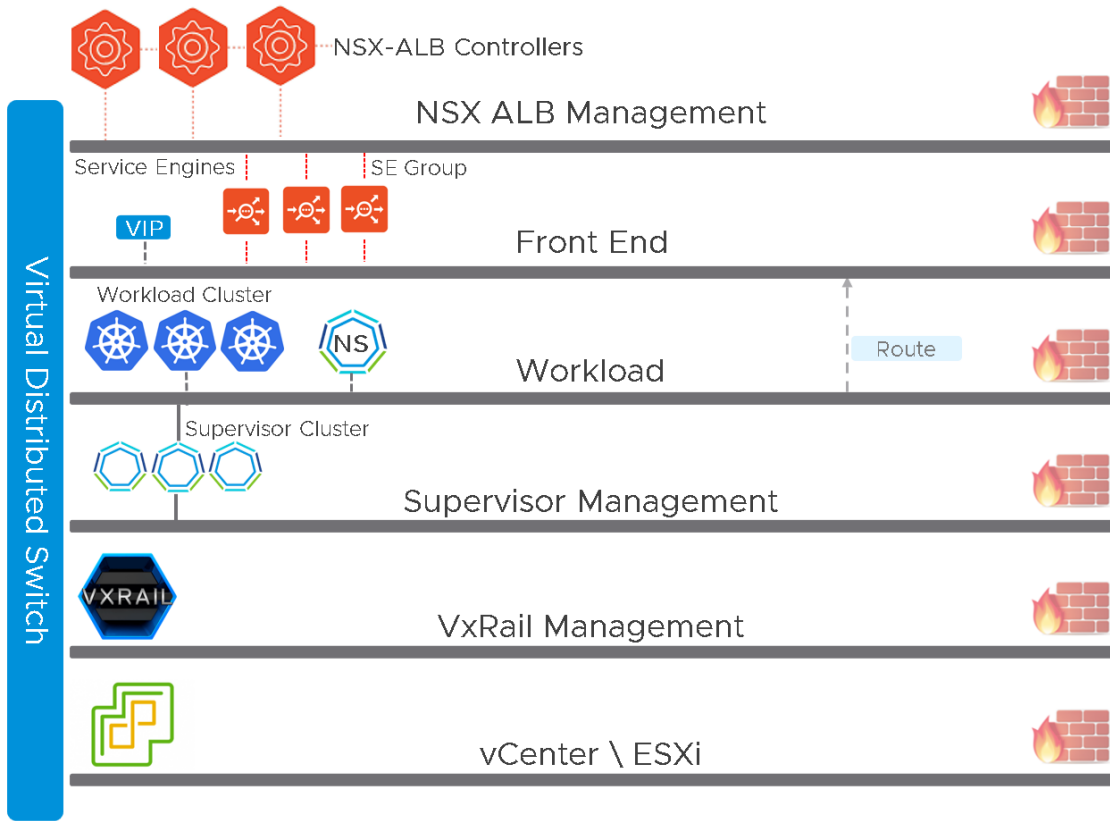 NSX-ALB Controllers
NSX ALB Management
Service Engines
SE Group
VIP
Front End
Workload Cluster
NS
Route
Workload
Supervisor Cluster
Supervisor Management
VXRAIL
VxRail Management
vCenter \ ESXi
Virtual Distributed Switch